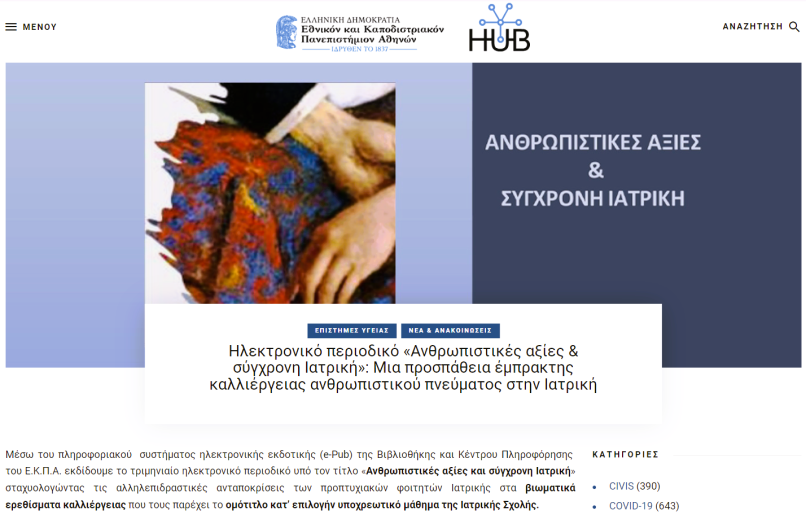 ΜΕΝΟΥ
ΕΛΛΗΝΙΚΗ ΔΗΜΟΚΡΑΤΙΑ
Εθνικόν και Καποδιστριακόν
Πανεπιστήμιον Αθηνών
ΙΔΡΥΘΕΝ ΤΟ 1837
HUB
ΑΝΑΖΗΤΗΣΗ
ΑΝΘΡΩΠΙΣΤΙΚΕΣ ΑΞΙΕΣ
&
ΣΥΓΧΡΟΝΗ ΙΑΤΡΙΚΗ
ΕΠΙΣΤΗΜΕΣ ΥΓΕΙΑΣ
ΝΕΑ & ΑΝΑΚΟΙΝΩΣΕΙΣ
Ηλεκτρονικό περιοδικό «Ανθρωπιστικές αξίες &
σύγχρονη Ιατρική»: Μια προσπάθεια έμπρακτης
καλλιέργειας ανθρωπιστικού πνεύματος στην Ιατρική
Μέσω του πληροφοριακού συστήματος ηλεκτρονικής εκδοτικής (e-Pub) της Βιβλιοθήκης και Κέντρου Πληροφόρησης
του Ε.Κ.Π.Α. εκδίδουμε το τριμηνιαίο ηλεκτρονικό περιοδικό υπό τον τίτλο «Ανθρωπιστικές αξίες και σύγχρονη Ιατρική»
σταχυολογώντας τις αλληλεπιδραστικές ανταποκρίσεις των προπτυχιακών φοιτητών Ιατρικής στα βιωματικά
ερεθίσματα καλλιέργειας που τους παρέχει το ομότιτλο κατ’ επιλογήν υποχρεωτικό μάθημα της Ιατρικής Σχολής.
ΚΑΤΗΓΟΡΙΕΣ
CIVIS (390)
COVID-19 (643)